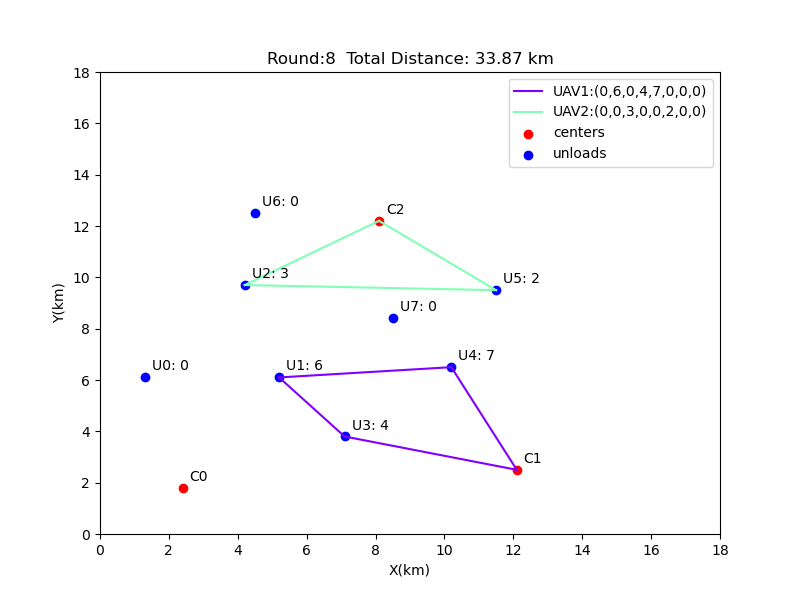 Round:8  Total Distance: 33.87 km
UAV1:(0,6,0,4,7,0,0,0)
UAV2:(0,0,3,0,0,2,0,0)
centers
unloads
U6: 0
C2
U2: 3
U5: 2
U7: 0
U4: 7
U0: 0
U1: 6
U3: 4
C1
C0
18
16
14
12
10
8
6
4
2
0
Y(km)
0 2 4 6 8 10 12 14 16 18
X(km)